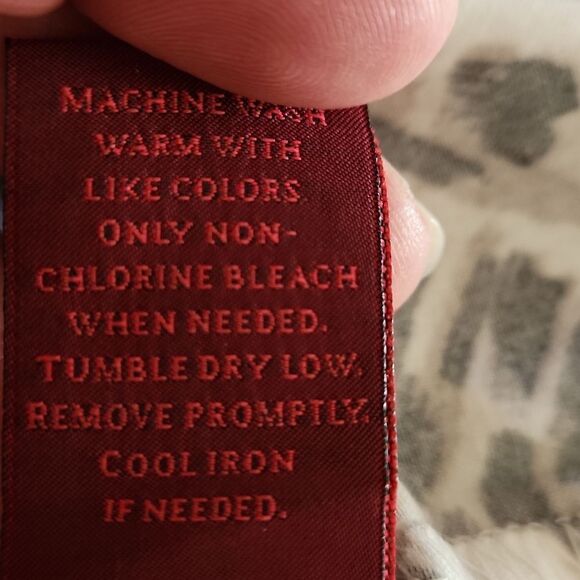 MACHINE WASH
WARM WITH
LIKE COLORS
ONLY NON-
CHLORINE BLEACH
WHEN NEEDED.
TUMBLE DRY LOW.
REMOVE PROMPTLY.
COOL IRON
IF NEEDED.